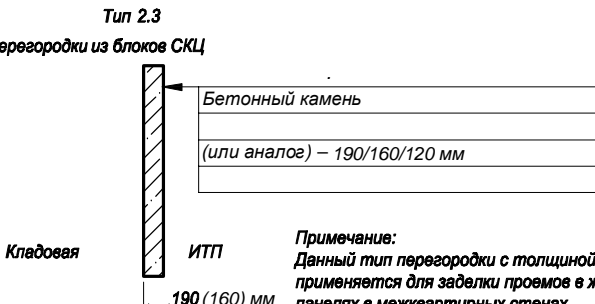 Тип 2.3
ерегородки из блоков СКЦ
Бетонный камень
(или аналог) – 190/160/120 мм
Кладовая
ИТП
Примечание:
Данный тип перегородки с толщиной
применяется для заделки проемов в ж
190 (160) мм
панелях в межквартирных стенах